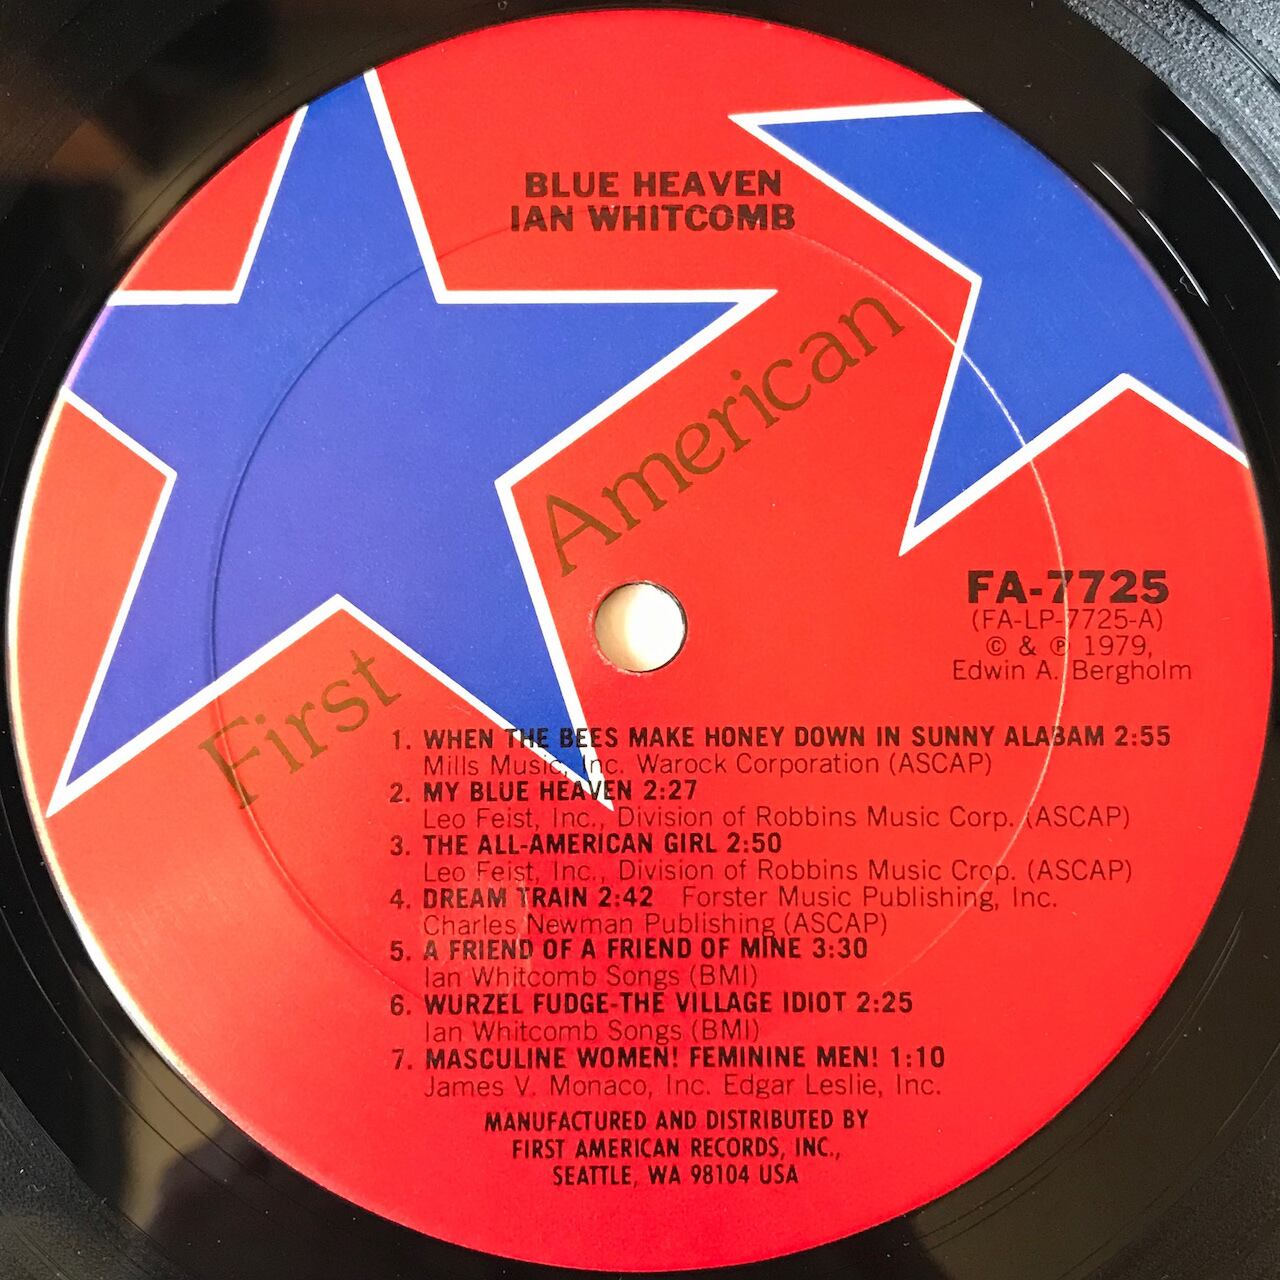 BLUE HEAVEN
IAN WHITCOMB
First American
FA-7725
(FA-LP-7725-A)
© & ℗ 1979,
Edwin A. Bergholm
1. WHEN THE BEES MAKE HONEY DOWN IN SUNNY ALABAM 2:55
Mills Music, Inc. Warock Corporation (ASCAP)
2. MY BLUE HEAVEN 2:27
Leo Feist, Inc., Division of Robbins Music Corp. (ASCAP)
3. THE ALL-AMERICAN GIRL 2:50
Leo Feist, Inc., Division of Robbins Music Crop. (ASCAP)
4. DREAM TRAIN 2:42 Forster Music Publishing, Inc.
Charles Newman Publishing (ASCAP)
5. A FRIEND OF A FRIEND OF MINE 3:30
Ian Whitcomb Songs (BMI)
6. WURZEL FUDGE-THE VILLAGE IDIOT 2:25
Ian Whitcomb Songs (BMI)
7. MASCULINE WOMEN! FEMININE MEN! 1:10
James V. Monaco, Inc. Edgar Leslie, Inc.
MANUFACTURED AND DISTRIBUTED BY
FIRST AMERICAN RECORDS, INC.,
SEATTLE, WA 98104 USA